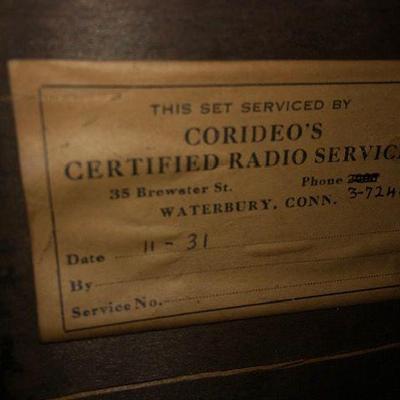 THIS SET SERVICED BY
CORIDEO'S
CERTIFIED RADIO SERVICE
35 Brewster St. Phone
WATERBURY, CONN. 3-724
Date 11-31
By
Service No.